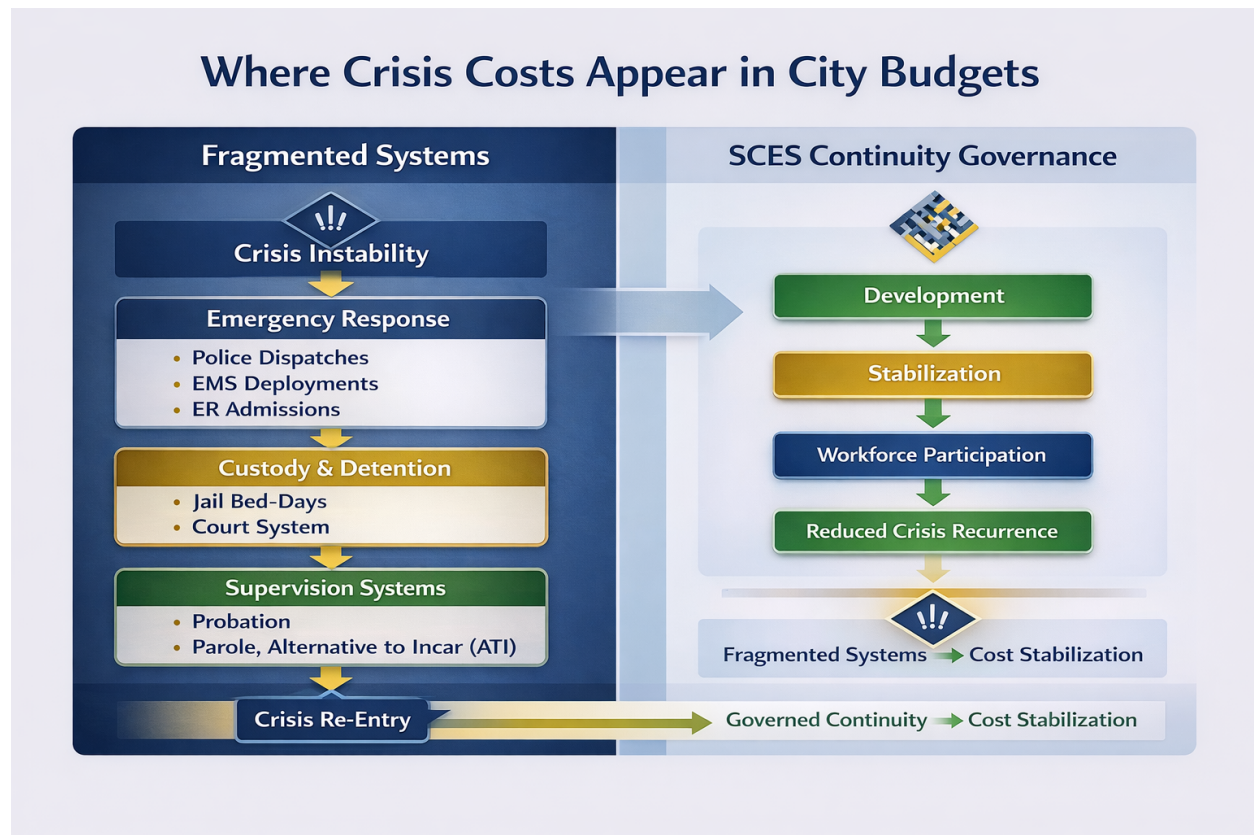 Where Crisis Costs Appear in City Budgets
Fragmented Systems
Crisis Instability
Emergency Response
• Police Dispatches
• EMS Deployments
• ER Admissions
Custody & Detention
• Jail Bed-Days
• Court System
Supervision Systems
• Probation
• Parole, Alternative to Incar (ATI)
Crisis Re-Entry
SCES Continuity Governance
Development
Stabilization
Workforce Participation
Reduced Crisis Recurrence
Fragmented Systems → Cost Stabilization
Governed Continuity → Cost Stabilization